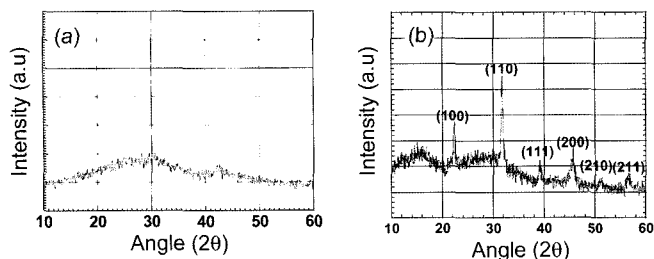 (a)
Intensity (a.u)
10 20 30 40 50 60
Angle (2θ)
(b)
Intensity (a.u)
(100)
(110)
(111)
(200)
(210)
(211)
10 20 30 40 50 60
Angle (2θ)